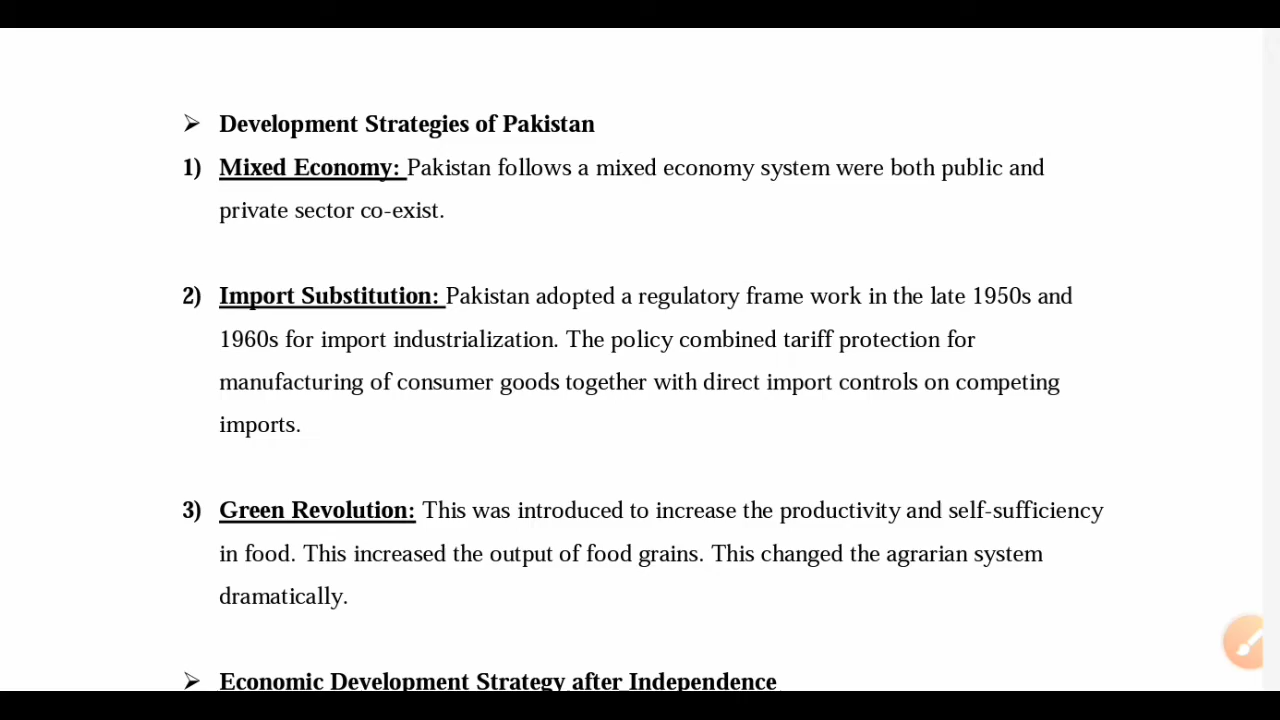 ➢ Development Strategies of Pakistan
1) Mixed Economy: Pakistan follows a mixed economy system were both public and
private sector co-exist.
2) Import Substitution: Pakistan adopted a regulatory frame work in the late 1950s and
1960s for import industrialization. The policy combined tariff protection for
manufacturing of consumer goods together with direct import controls on competing
imports.
3) Green Revolution: This was introduced to increase the productivity and self-sufficiency
in food. This increased the output of food grains. This changed the agrarian system
dramatically.
➢ Economic Development Strategy after Independence